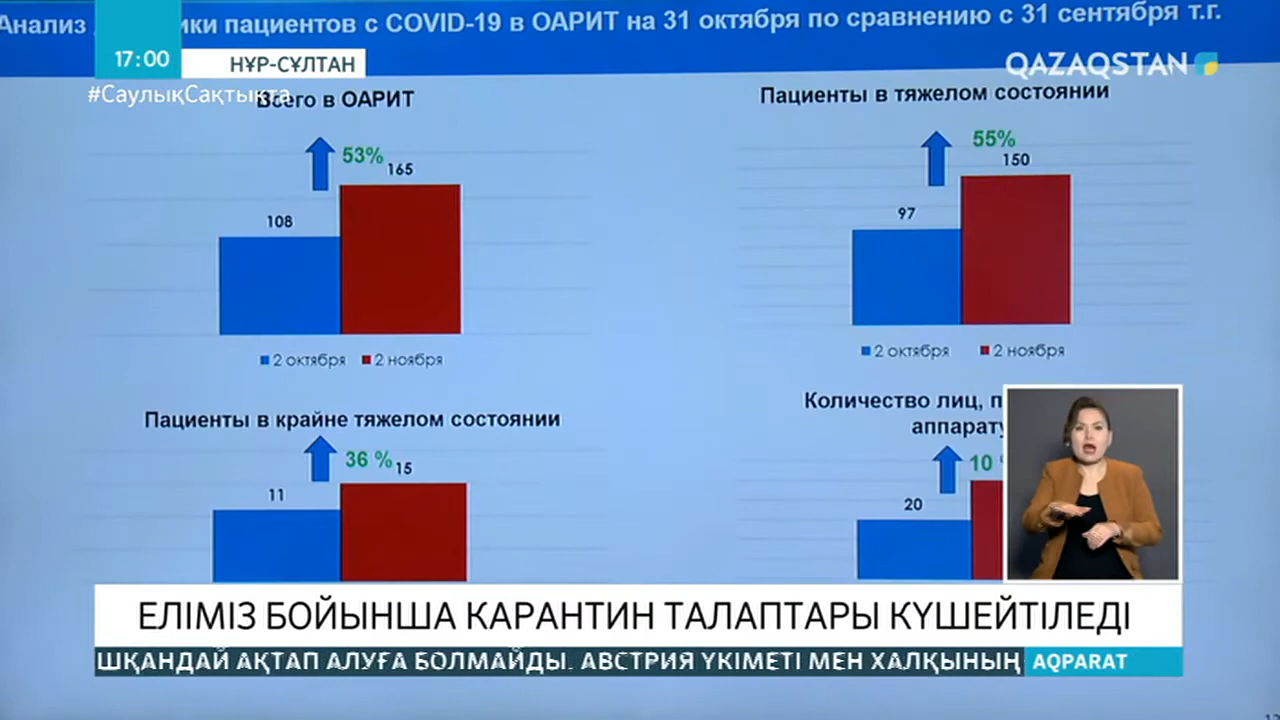 Анализ ики пациентов с COVID-19 в ОАРИТ на 31 октября по сравнению с 31 сентября т.г.
17:00
НҰР-СҰЛТАН
QAZAQSTAN
#СаулықСақтықта
Всего в ОАРИТ
53%
165
108
2 октября 2 ноября
Пациенты в тяжелом состоянии
55%
150
97
2 октября 2 ноября
Пациенты в крайне тяжелом состоянии
36 %
15
11
Количество лиц, п
аппарату
10
20
ЕЛІМІЗ БОЙЫНША КАРАНТИН ТАЛАПТАРЫ КҮШЕЙТІЛЕДІ
ШҚАНДАЙ АҚТАП АЛУҒА БОЛМАЙДЫ. АВСТРИЯ ҮКІМЕТІ МЕН ХАЛҚЫНЫҢ
AQPARAT